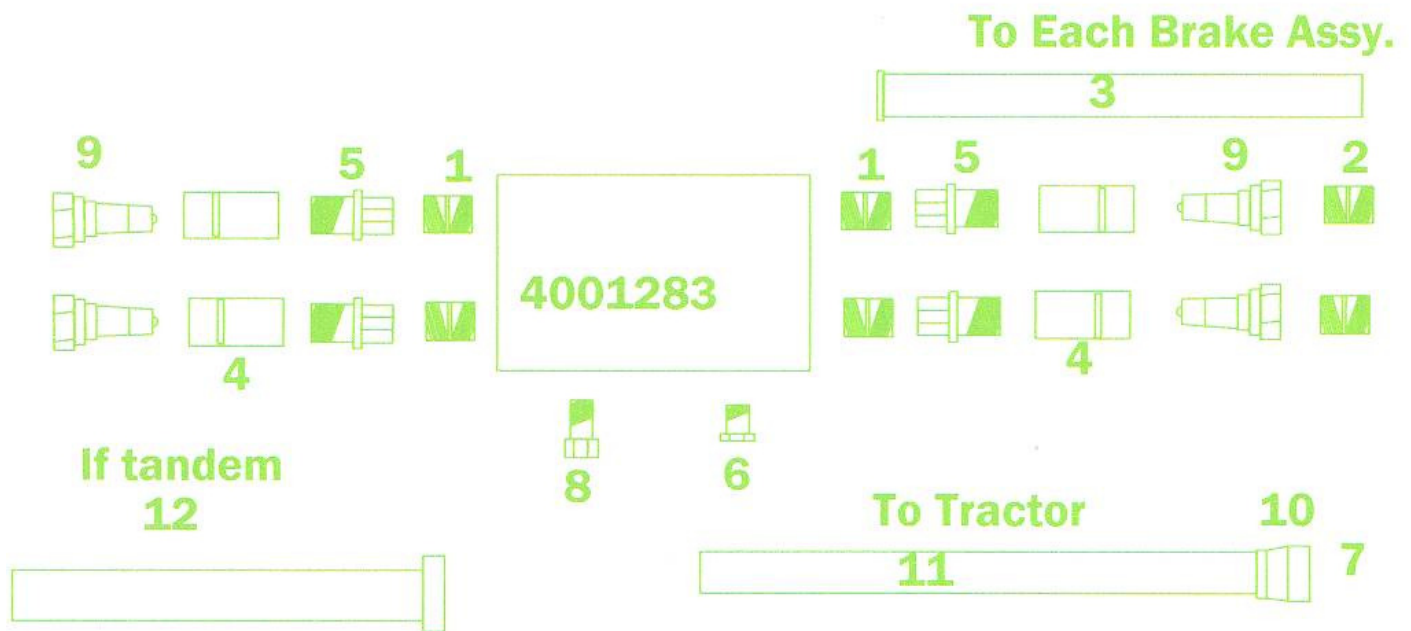 To Each Brake Assy.
3
9 5 1 1 5 9 2
4001283
4 4
8 6
If tandem
12
To Tractor 10
11 7